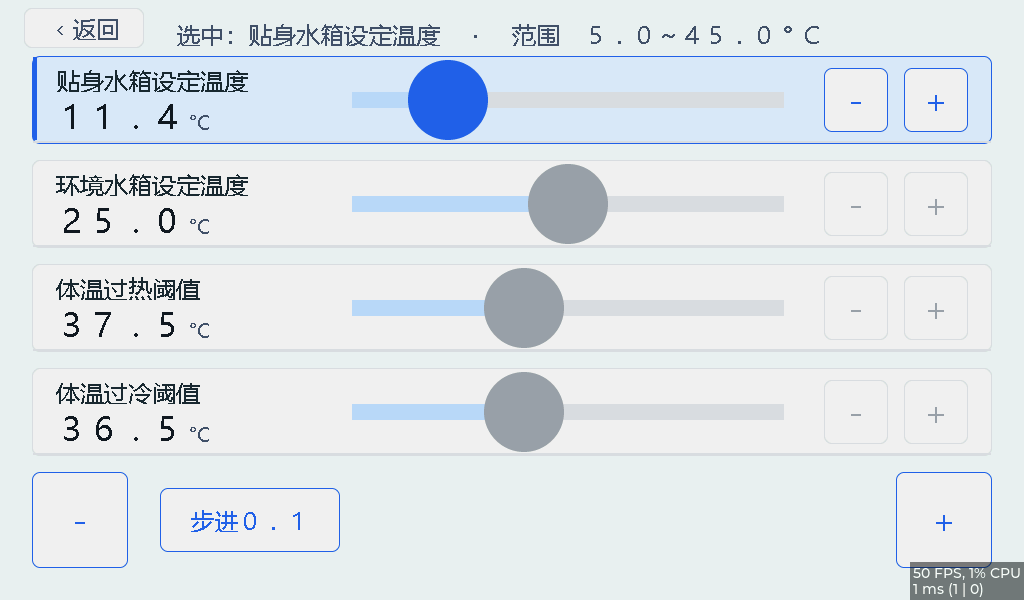 ‹ 返回
选中：贴身水箱设定温度 · 范围 5.0~45.0°C
贴身水箱设定温度
11.4 °C
- +
环境水箱设定温度
25.0 °C
- +
体温过热阈值
37.5 °C
- +
体温过冷阈值
36.5 °C
- +
- 步进0.1 +
50 FPS, 1% CPU
1 ms (1 | 0)